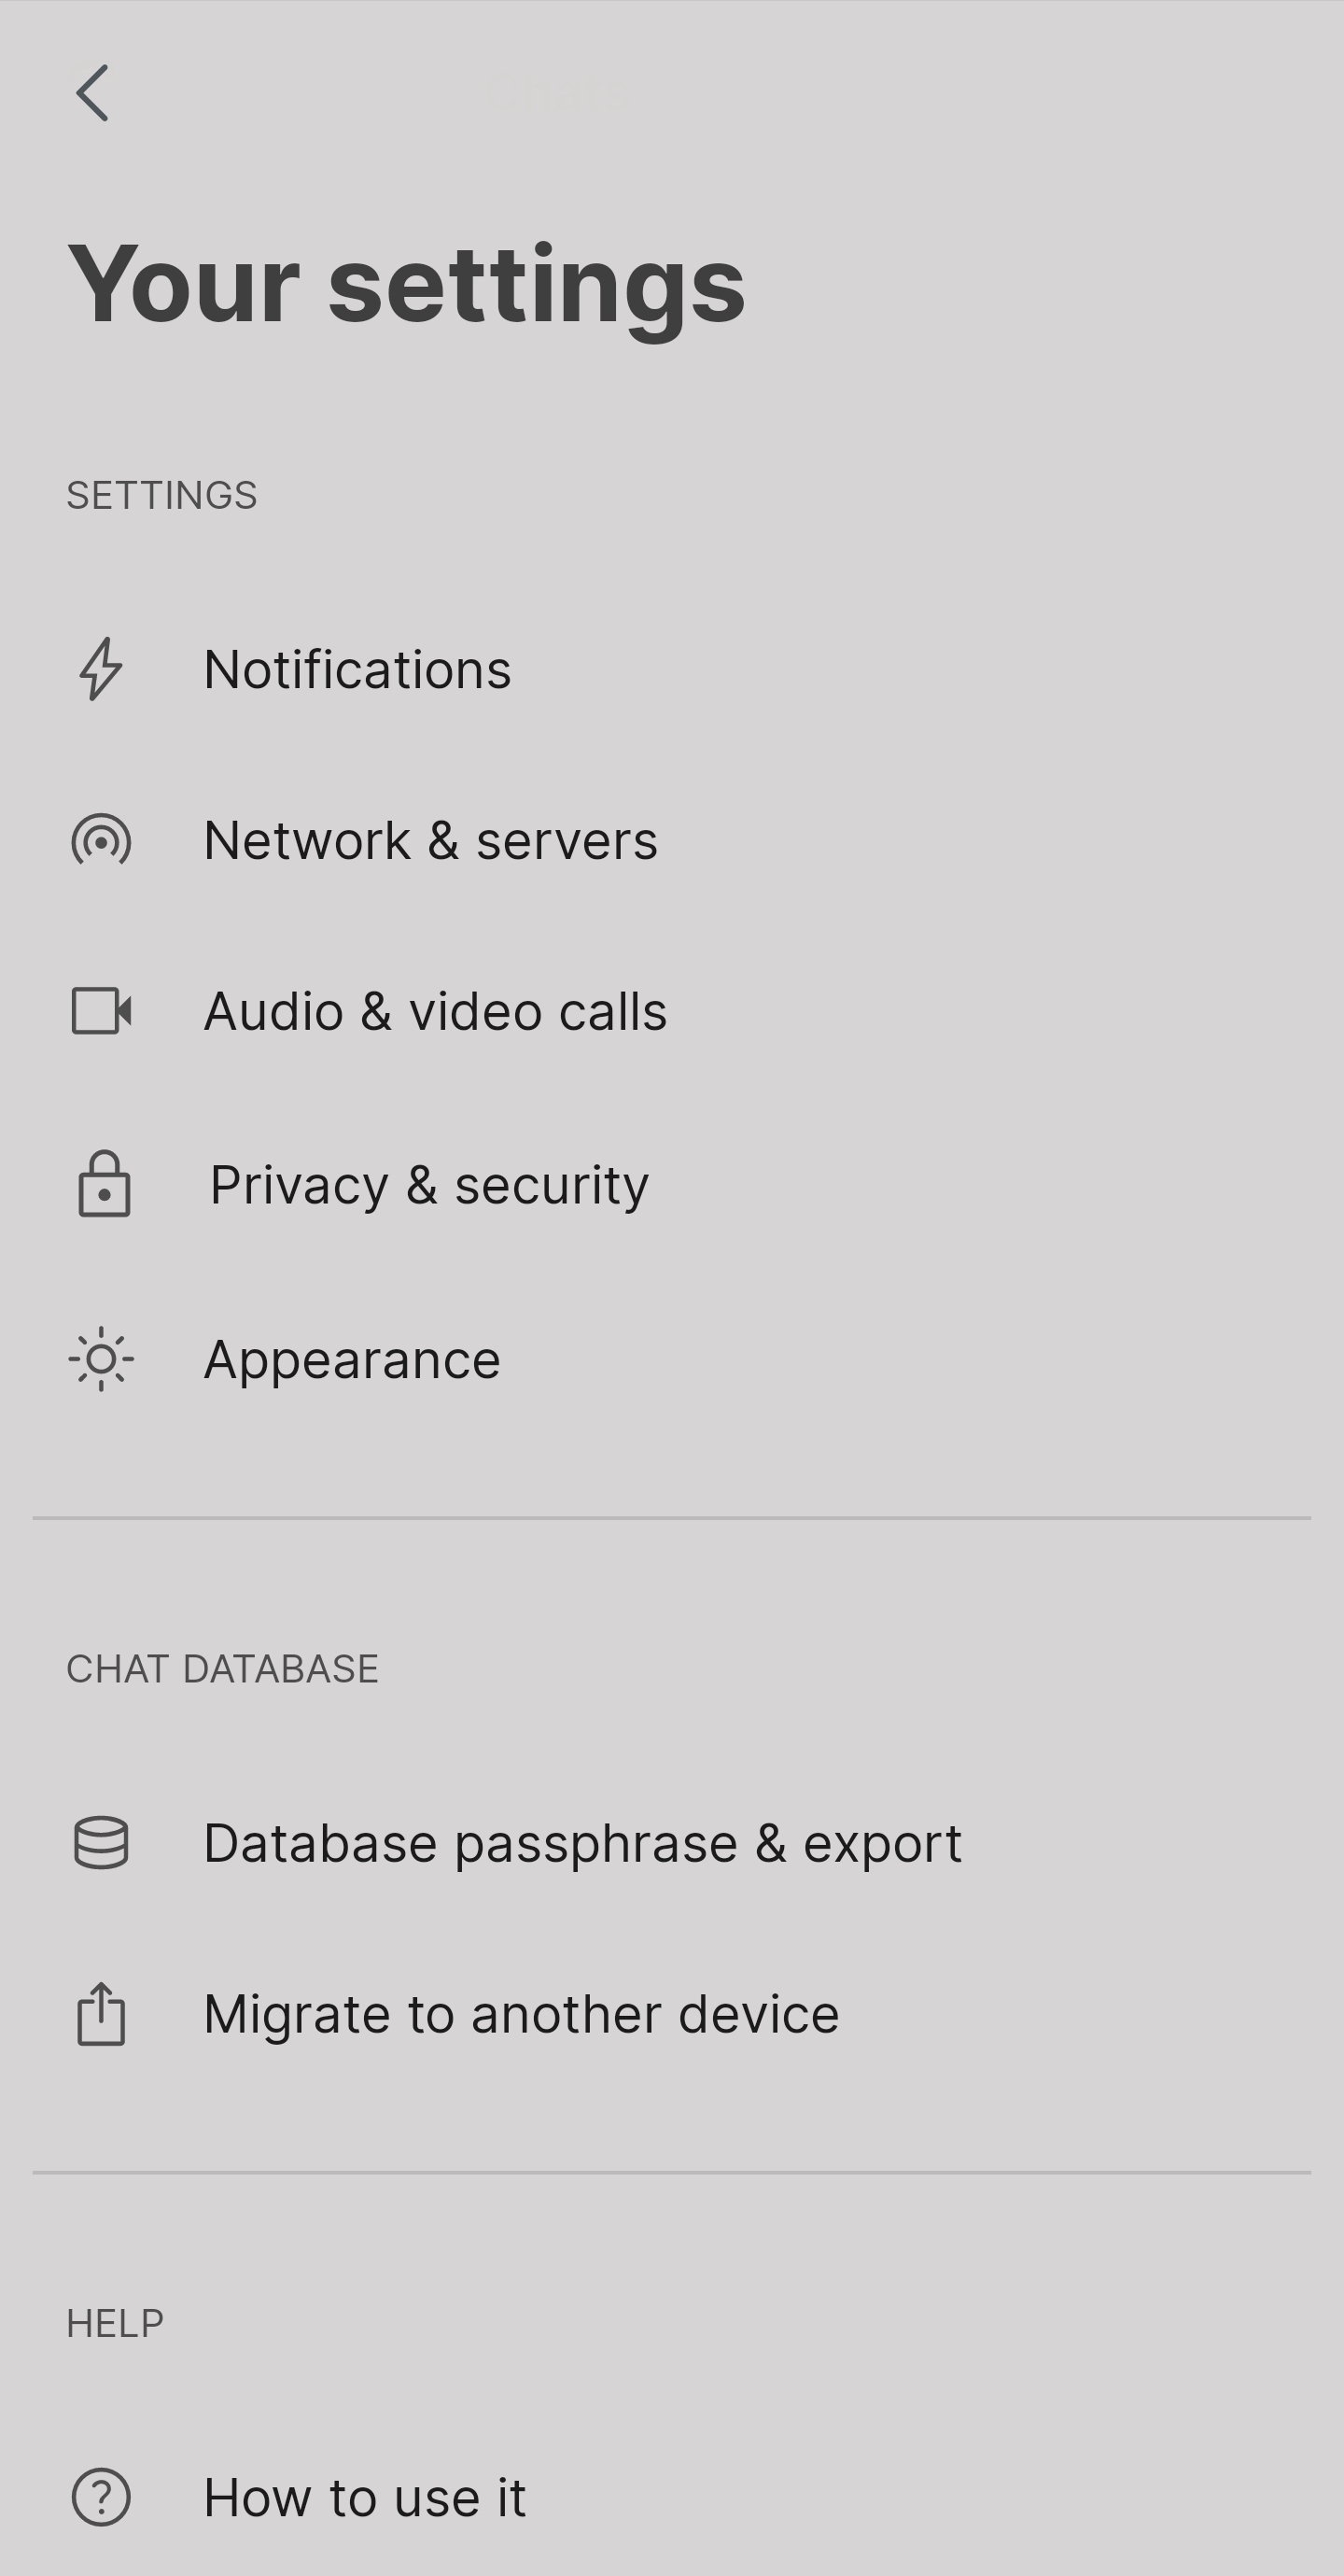 Your settings
SETTINGS
Notifications
Network & servers
Audio & video calls
Privacy & security
Appearance
CHAT DATABASE
Database passphrase & export
Migrate to another device
HELP
How to use it